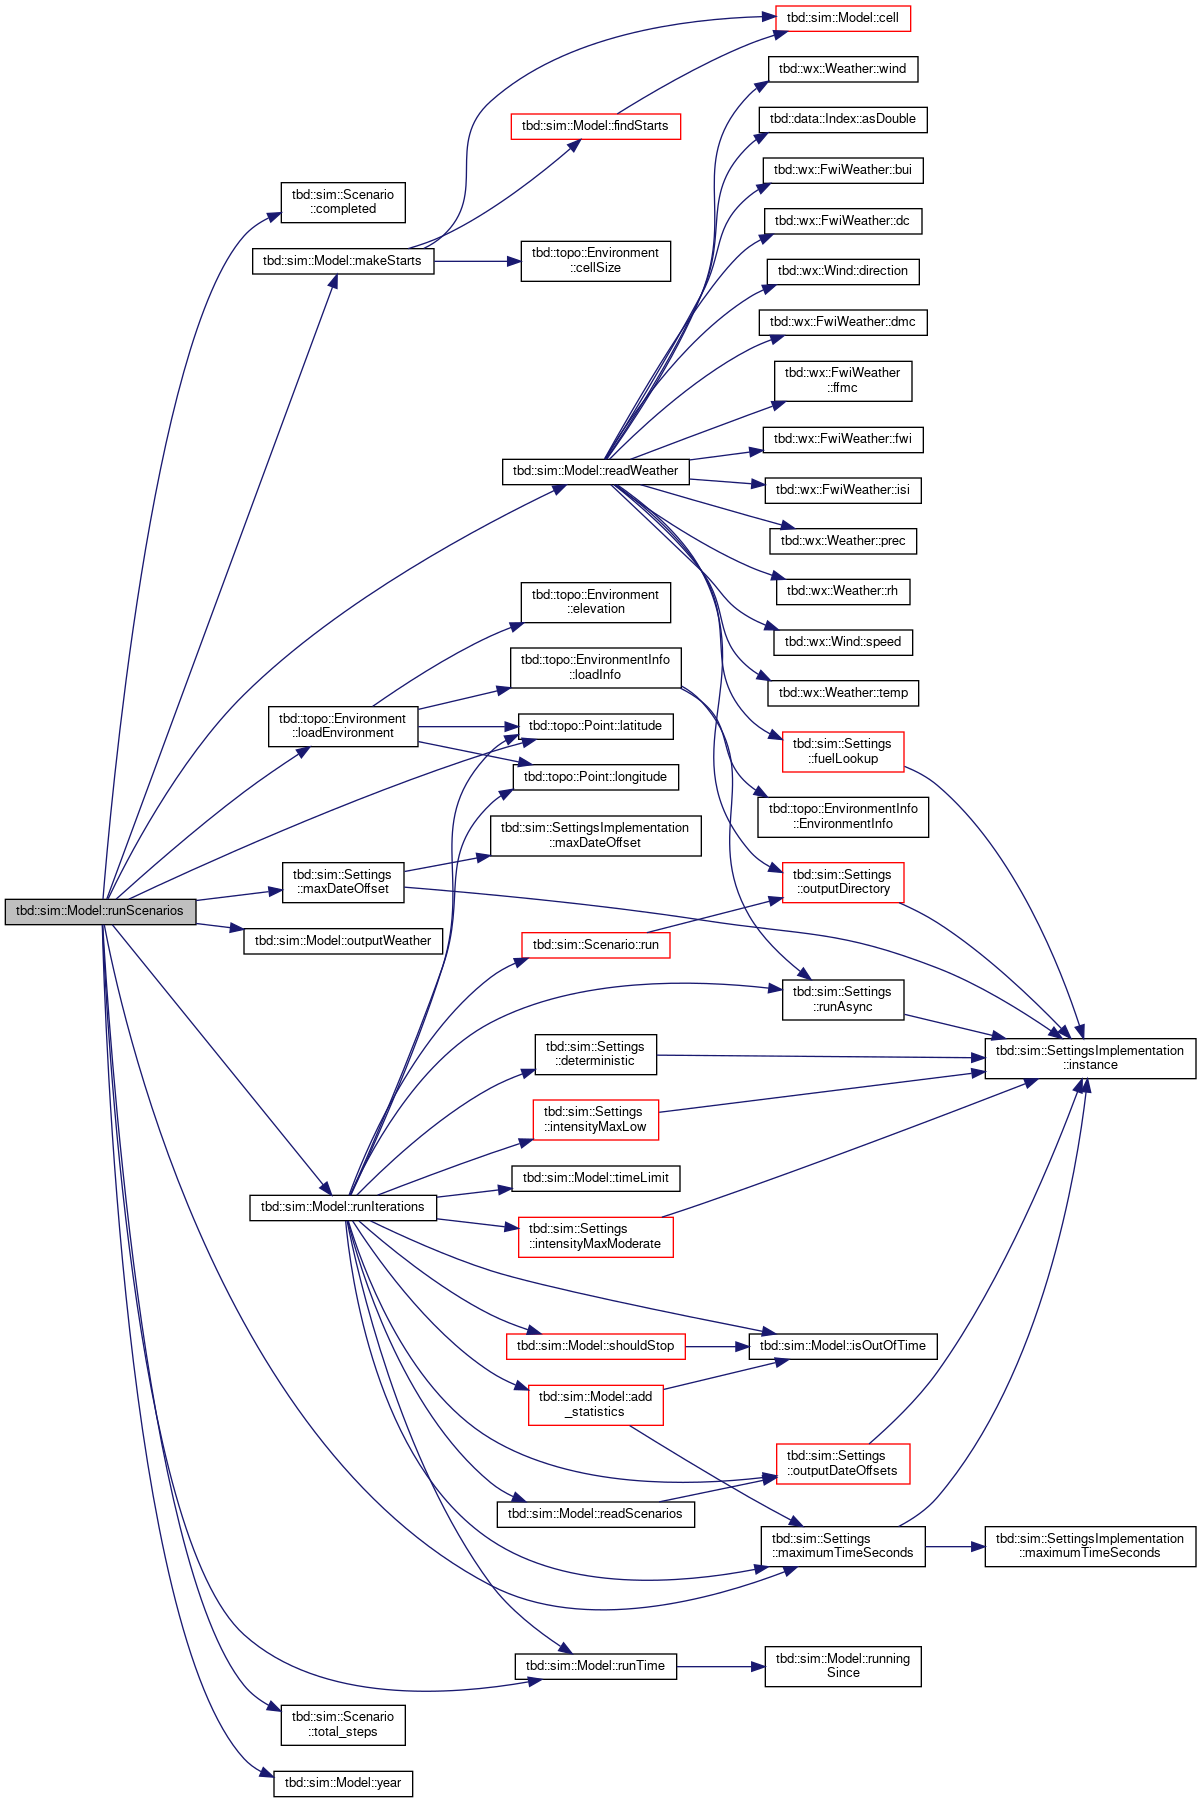 tbd::sim::Model::cell
tbd::wx::Weather::wind
tbd::data::Index::asDouble
tbd::sim::Model::findStarts
tbd::wx::FwiWeather::bui
tbd::sim::Scenario
::completed
tbd::wx::FwiWeather::dc
tbd::sim::Model::makeStarts
tbd::topo::Environment
::cellSize
tbd::wx::Wind::direction
tbd::wx::FwiWeather::dmc
tbd::wx::FwiWeather
::ffmc
tbd::wx::FwiWeather::fwi
tbd::sim::Model::readWeather
tbd::wx::FwiWeather::isi
tbd::wx::Weather::prec
tbd::wx::Weather::rh
tbd::topo::Environment
::elevation
tbd::wx::Wind::speed
tbd::topo::EnvironmentInfo
::loadInfo
tbd::wx::Weather::temp
tbd::topo::Environment
::loadEnvironment
tbd::topo::Point::latitude
tbd::sim::Settings
::fuelLookup
tbd::topo::Point::longitude
tbd::topo::EnvironmentInfo
::EnvironmentInfo
tbd::sim::SettingsImplementation
::maxDateOffset
tbd::sim::Settings
::maxDateOffset
tbd::sim::Settings
::outputDirectory
tbd::sim::Model::runScenarios
tbd::sim::Model::outputWeather
tbd::sim::Scenario::run
tbd::sim::Settings
::runAsync
tbd::sim::Settings
::deterministic
tbd::sim::SettingsImplementation
::instance
tbd::sim::Settings
::intensityMaxLow
tbd::sim::Model::timeLimit
tbd::sim::Model::runIterations
tbd::sim::Settings
::intensityMaxModerate
tbd::sim::Model::shouldStop
tbd::sim::Model::isOutOfTime
tbd::sim::Model::add
_statistics
tbd::sim::Settings
::outputDateOffsets
tbd::sim::Model::readScenarios
tbd::sim::Settings
::maximumTimeSeconds
tbd::sim::SettingsImplementation
::maximumTimeSeconds
tbd::sim::Model::runTime
tbd::sim::Model::running
Since
tbd::sim::Scenario
::total_steps
tbd::sim::Model::year